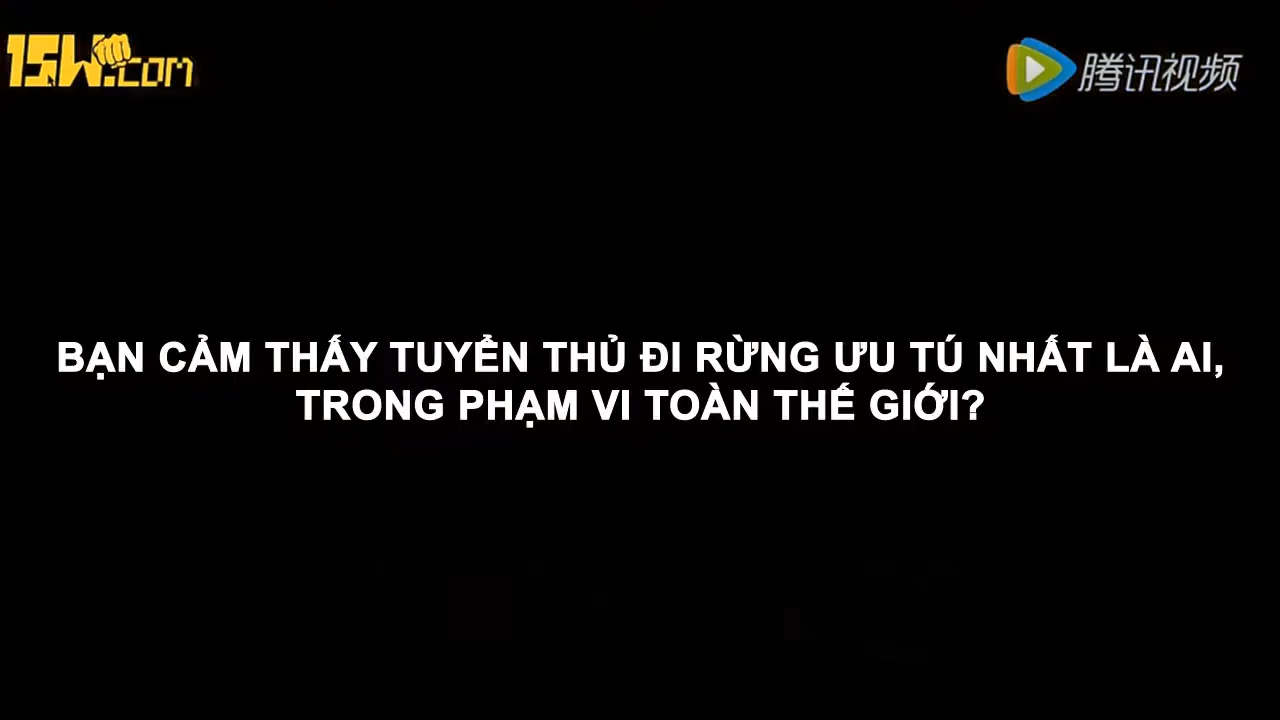 15W.com
腾讯视频
BẠN CẢM THẤY TUYỂN THỦ ĐI RỪNG ƯU TÚ NHẤT LÀ AI,
TRONG PHẠM VI TOÀN THẾ GIỚI?